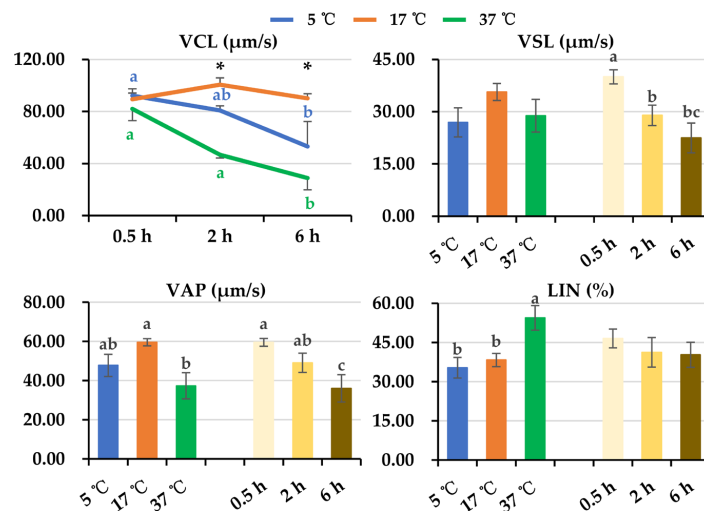 5 ℃ 17 ℃ 37 ℃
VCL (μm/s)
120.00
80.00
40.00
0.00
a
*
*
ab
b
a
a
b
0.5 h 2 h 6 h
VSL (μm/s)
45.00
30.00
15.00
0.00
a
b
bc
5 ℃ 17 ℃ 37 ℃ 0.5 h 2 h 6 h
VAP (μm/s)
80.00
60.00
40.00
20.00
0.00
ab
a
b
a
ab
c
5 ℃ 17 ℃ 37 ℃ 0.5 h 2 h 6 h
LIN (%)
60.00
45.00
30.00
15.00
0.00
b
b
a
5 ℃ 17 ℃ 37 ℃ 0.5 h 2 h 6 h